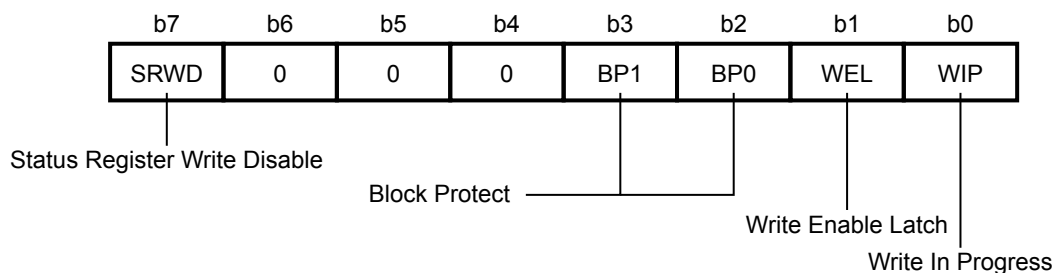 b7 b6 b5 b4 b3 b2 b1 b0
SRWD 0 0 0 BP1 BP0 WEL WIP
Status Register Write Disable
Block Protect
Write Enable Latch
Write In Progress